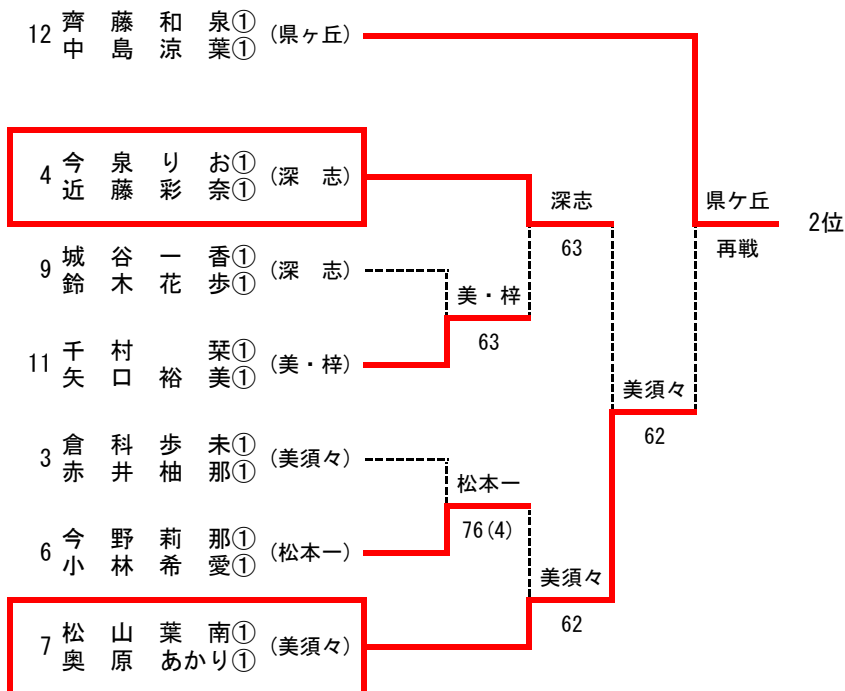 12 齊藤和泉① (県ヶ丘)
中島涼葉①
4 今泉りお① (深 志)
近藤彩奈①
深志
63
県ケ丘
再戦
2位
9 城谷一香① (深 志)
鈴木花歩①
美・梓
63
11 千村 栞① (美・梓)
矢口裕美①
美須々
62
3 倉科歩未① (美須々)
赤井柚那①
松本一
76(4)
6 今野莉那① (松本一)
小林希愛①
美須々
62
7 松山葉南① (美須々)
奥原あかり①